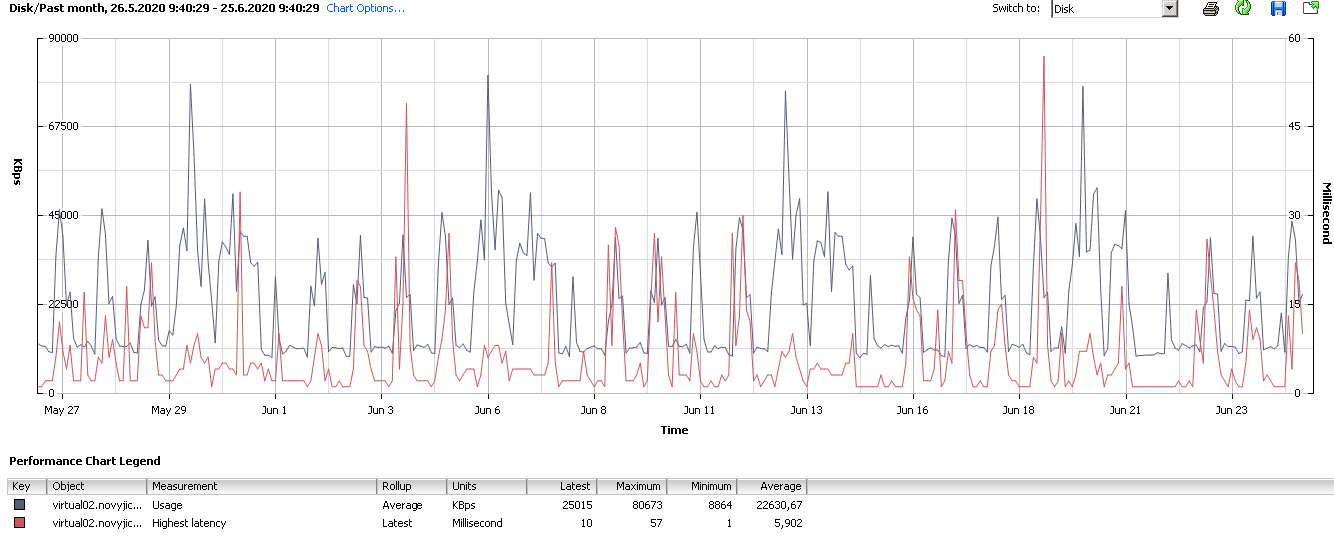 Disk/Past month, 26.5.2020 9:40:29 - 25.6.2020 9:40:29 Chart Options... Switch to: Disk
90000 60
67500 45
45000 30
22500 15
0 0
KBps
Millisecond
May 27 May 29 Jun 1 Jun 3 Jun 6 Jun 8 Jun 11 Jun 13 Jun 16 Jun 18 Jun 21 Jun 23
Time
Performance Chart Legend
Key Object Measurement Rollup Units Latest Maximum Minimum Average
virtual02.novyjic... Usage Average KBps 25015 80673 8864 22630,67
virtual02.novyjic... Highest latency Latest Millisecond 10 57 1 5,902